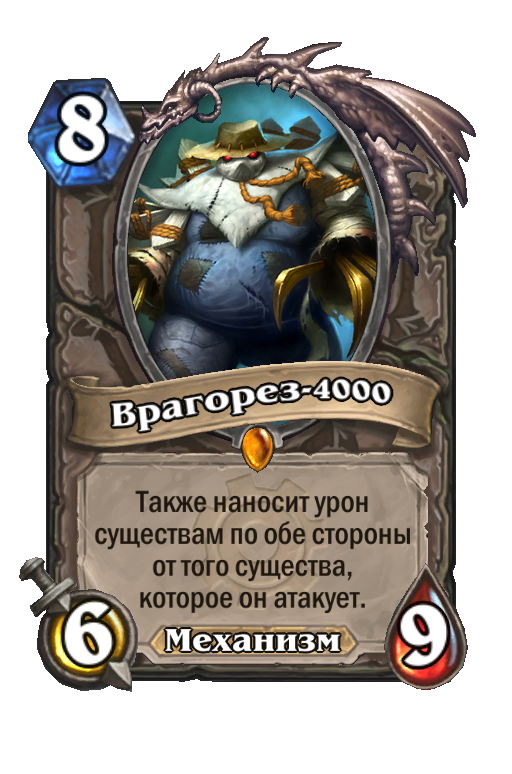 8
Врагорез-4000
Также наносит урон
существам по обе стороны
от того существа,
которое он атакует.
6
Механизм
9